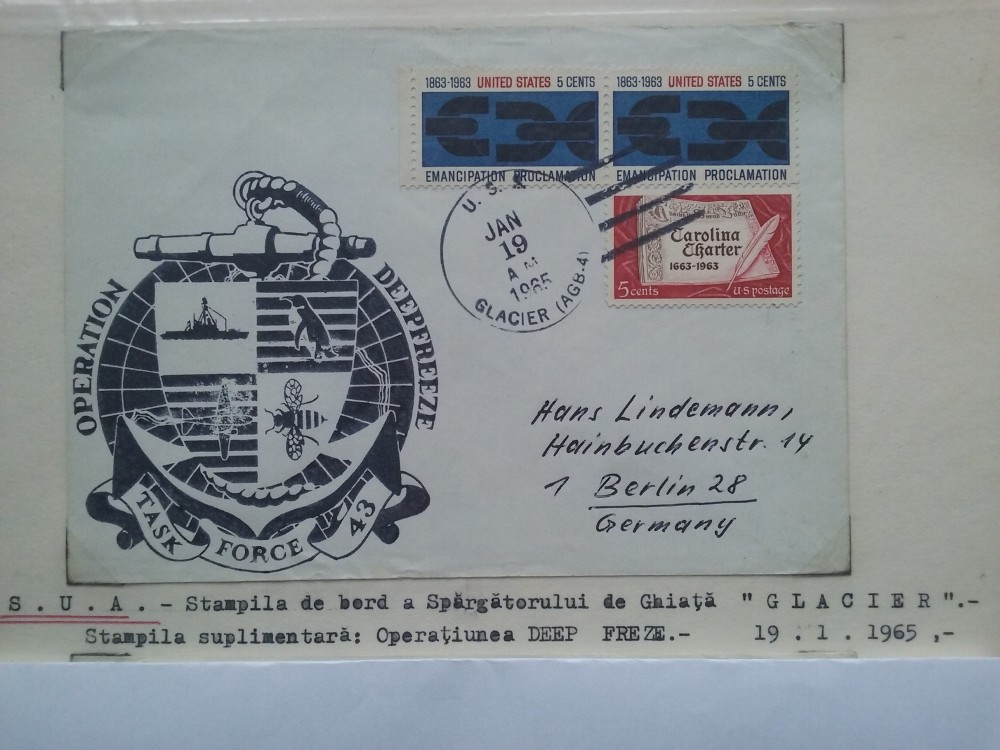 1863-1963 UNITED STATES 5 CENTS
EMANCIPATION PROCLAMATION
1863-1963 UNITED STATES 5 CENTS
EMANCIPATION PROCLAMATION
Carolina
Charter
1663-1963
5 cents U·S·postage
U. S. S.
JAN
19
A M
1965
GLACIER (AGB-4)
OPERATION DEEPFREEZE
TASK FORCE 43
Hans Lindemann,
Hainbuchenstr. 14
1 Berlin 28
Germany
S.U.A. - Stampila de bord a Spărgătorului de Ghiață "GLACIER".-
Stampila suplimentară: Operațiunea DEEP FREZE.- 19.1.1965,-